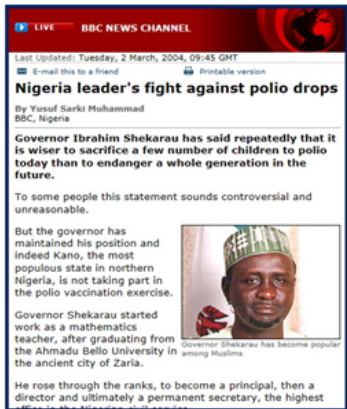 LIVE BBC NEWS CHANNEL
Last Updated: Tuesday, 2 March, 2004, 09:45 GMT
E-mail this to a friend Printable version
Nigeria leader's fight against polio drops
By Yusuf Sarki Muhammad
BBC, Nigeria
Governor Ibrahim Shekarau has said repeatedly that it
is wiser to sacrifice a few number of children to polio
today than to endanger a whole generation in the
future.
To some people this statement sounds controversial and
unreasonable.
But the governor has
maintained his position and
indeed Kano, the most
populous state in northern
Nigeria, is not taking part in
the polio vaccination exercise.
Governor Shekarau started
work as a mathematics
teacher, after graduating from
the Ahmadu Bello University in
the ancient city of Zaria.
Governor Shekarau has become popular
among Muslims
He rose through the ranks, to become a principal, then a
director and ultimately a permanent secretary, the highest
office in the Nigerian civil service